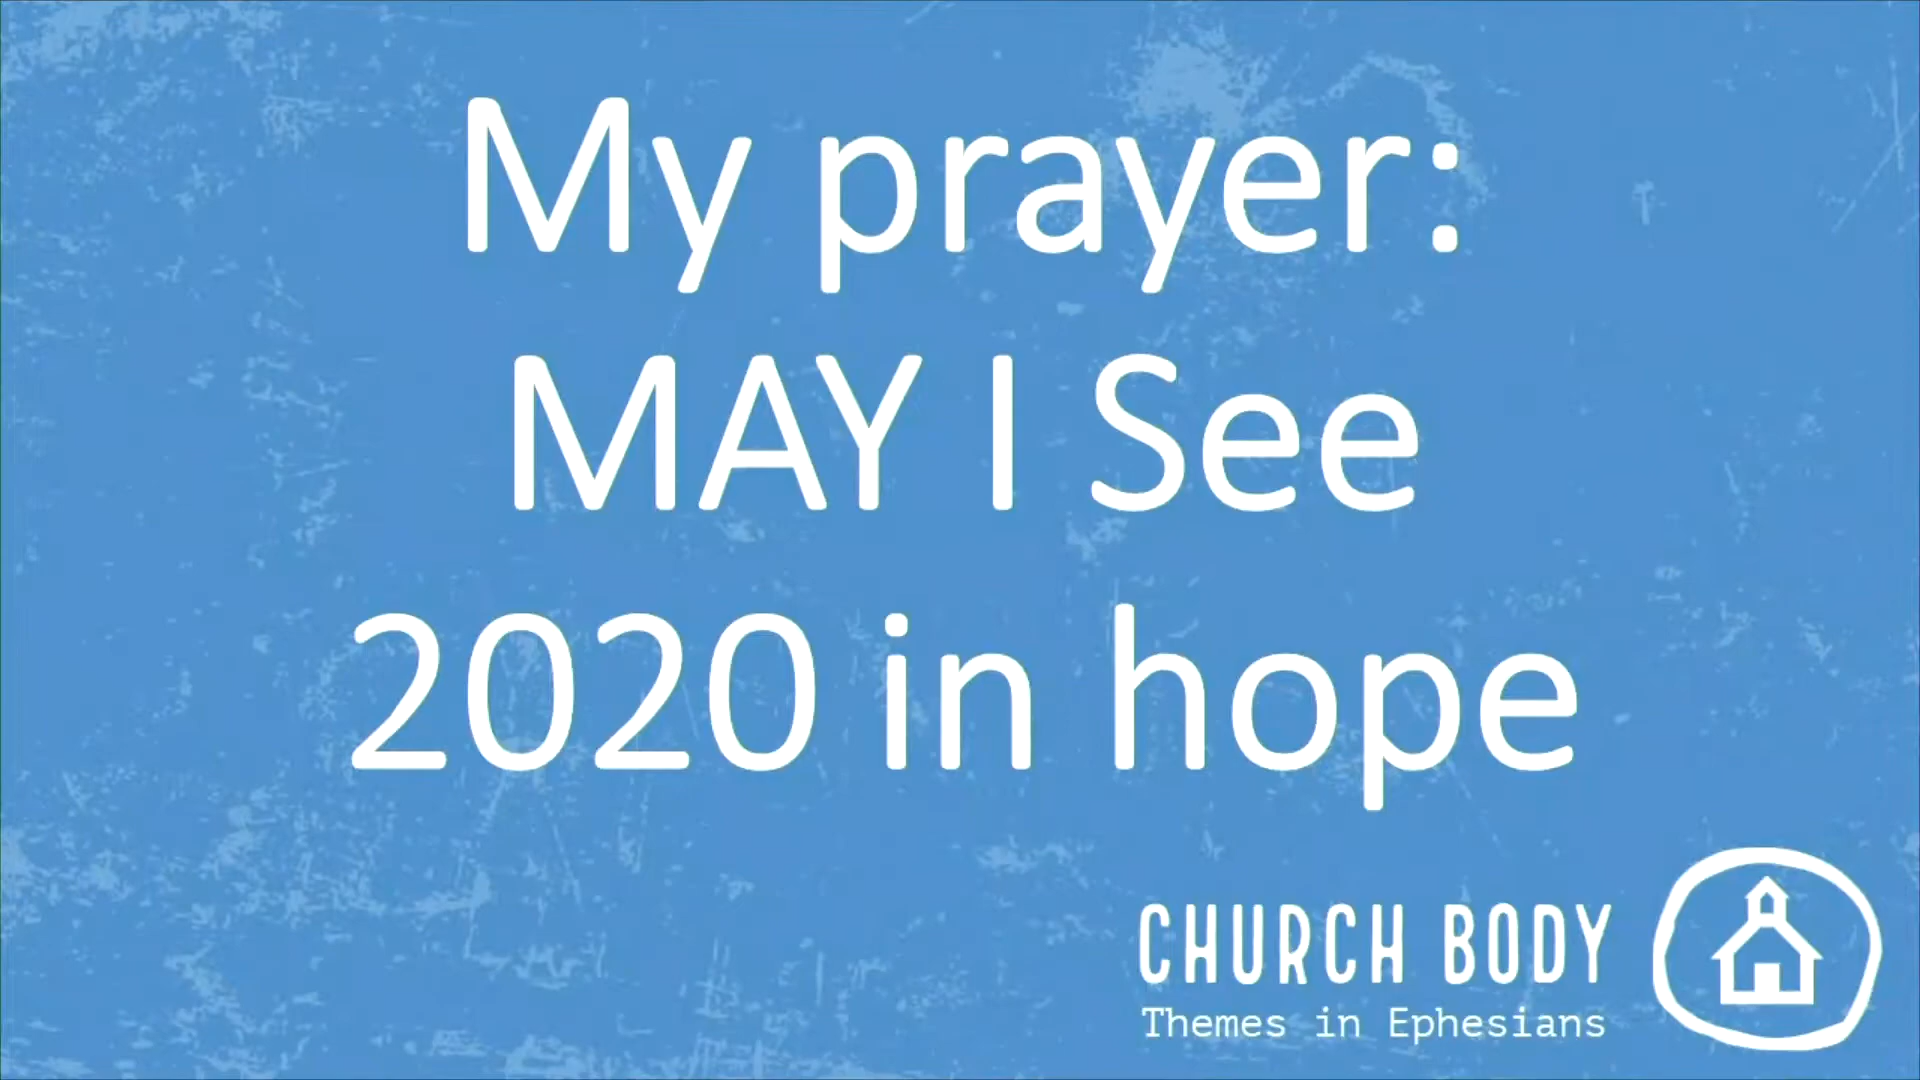 My prayer:
MAY I See
2020 in hope
CHURCH BODY
Themes in Ephesians